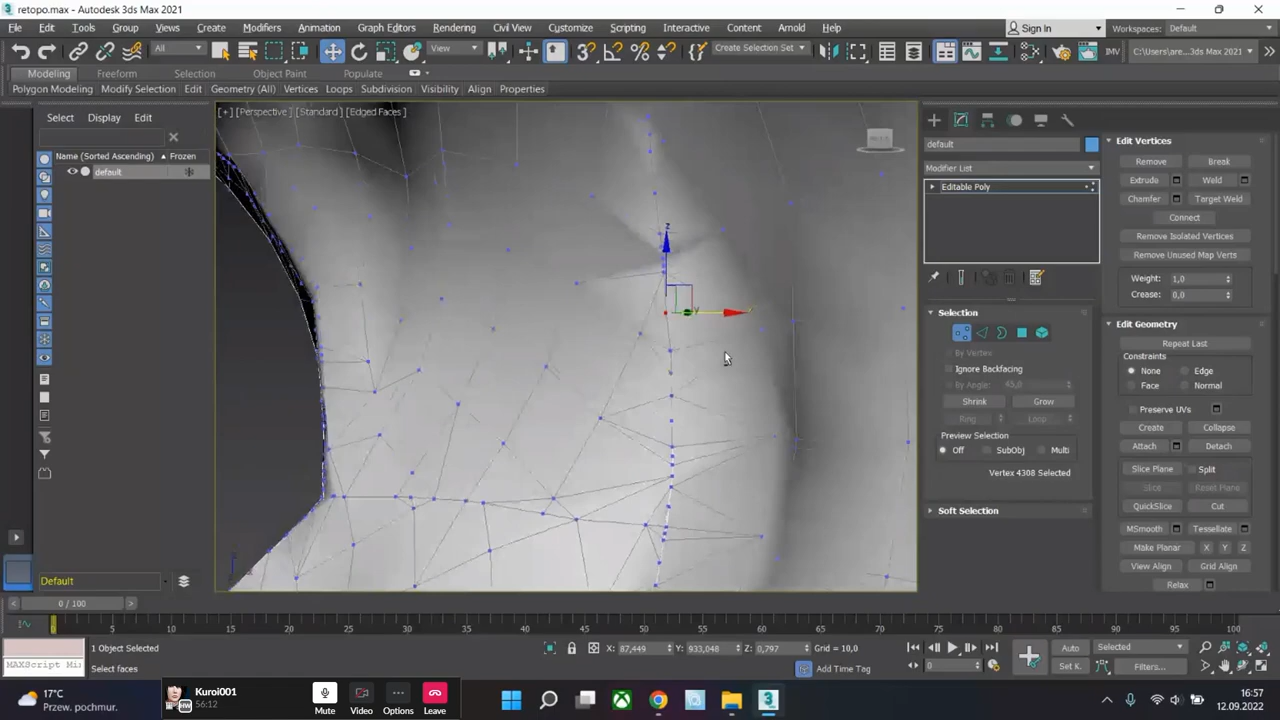 retopo.max - Autodesk 3ds Max 2021
File Edit Tools Group Views Create Modifiers Animation Graph Editors Rendering Civil View Customize Scripting Interactive Content Arnold Help
Sign In Workspaces: Default
All View Create Selection Set IMV C:\Users\are...3ds Max 2021
Modeling Freeform Selection Object Paint Populate
Polygon Modeling Modify Selection Edit Geometry (All) Vertices Loops Subdivision Visibility Align Properties
Select Display Edit
Name (Sorted Ascending) Frozen
default
Default
[+] [Perspective] [Standard] [Edged Faces]
z
default
Modifier List
Editable Poly
Selection
By Vertex
Ignore Backfacing
By Angle: 45,0
Shrink Grow
Ring Loop
Preview Selection
Off SubObj Multi
Vertex 4308 Selected
Soft Selection
Edit Vertices
Remove Break
Extrude Weld
Chamfer Target Weld
Connect
Remove Isolated Vertices
Remove Unused Map Verts
Weight: 1,0
Crease: 0,0
Edit Geometry
Repeat Last
Constraints
None Edge
Face Normal
Preserve UVs
Create Collapse
Attach Detach
Slice Plane Split
Slice Reset Plane
QuickSlice Cut
MSmooth Tessellate
Make Planar X Y Z
View Align Grid Align
Relax
0 / 100
0 5 10 15 20 25 30 35 40 45 50 55 60 65 70 75 80 85 90 95 100
1 Object Selected X: 87,449 Y: 933,048 Z: 0,797 Grid = 10,0 Auto Selected
MAXScript Mi: Select faces Add Time Tag 0 Set K. Filters...
17°C
Przew. pochmur.
Kuroi001
56:12
Mute Video Options Leave
16:57
12.09.2022